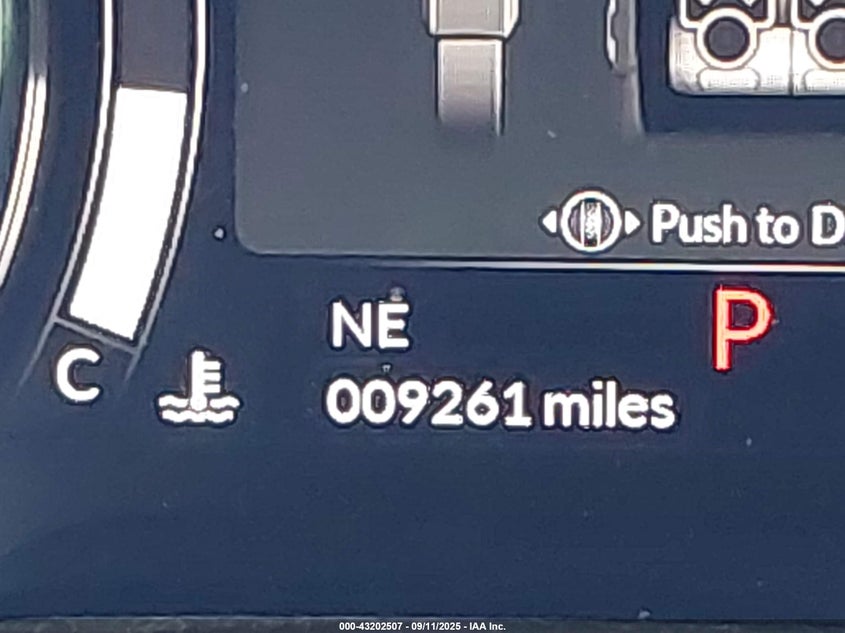 Push to D
NE
P
009261 miles
C
000-43202507 - 09/11/2025 - IAA Inc.